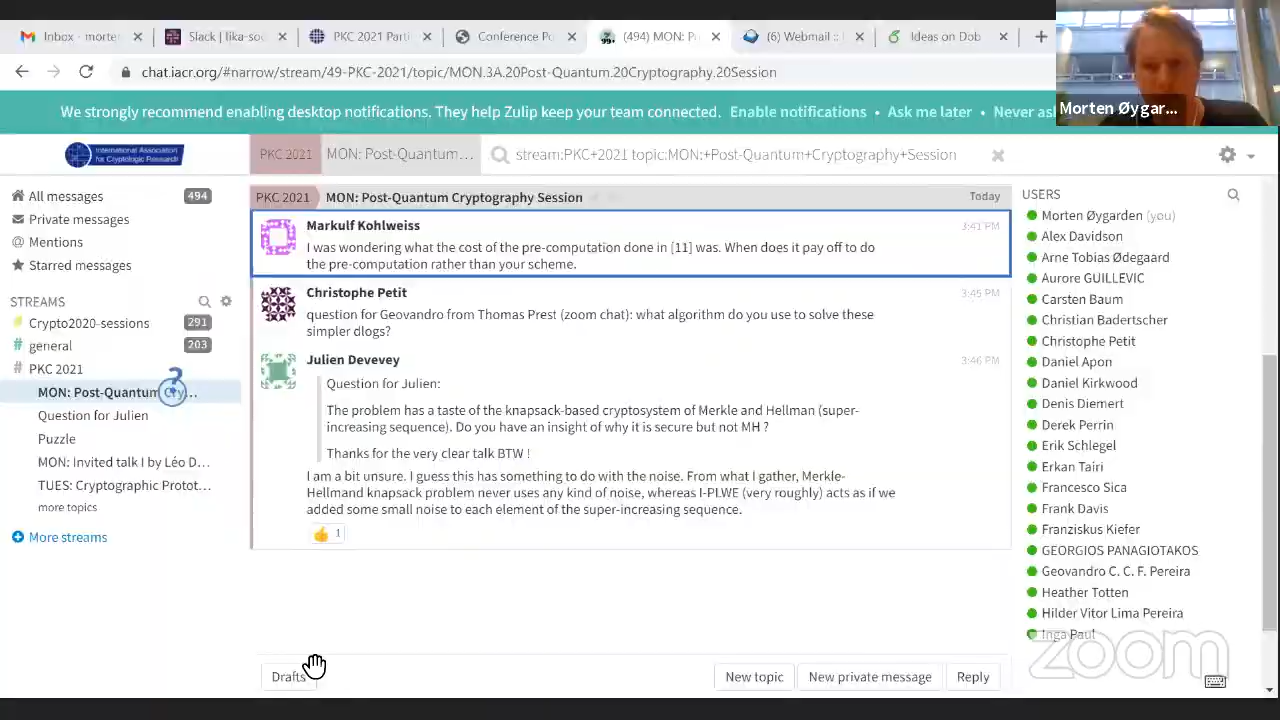 Inbox - morter
Slack | lika-so
PKC
Conference P
(494) MON: P
Webmail :
Ideas on Dob
chat.iacr.org/#narrow/stream/49-PKC.202021/topic/MON.3A.20Post-Quantum.20Cryptography.20Session
We strongly recommend enabling desktop notifications. They help Zulip keep your team connected. Enable notifications • Ask me later • Never as
Morten Øygar...
International Association for Cryptologic Research
PKC 2021
MON: Post-Quantum...
stream:PKC+2021 topic:MON:+Post-Quantum+Cryptography+Session
All messages 494
Private messages
Mentions
Starred messages
STREAMS
Crypto2020-sessions 291
# general 203
# PKC 2021
MON: Post-Quantum Cry...
Question for Julien
Puzzle
MON: Invited talk I by Léo D...
TUES: Cryptographic Protot...
more topics
More streams
PKC 2021 MON: Post-Quantum Cryptography Session Today
Markulf Kohlweiss 3:41 PM
I was wondering what the cost of the pre-computation done in [11] was. When does it pay off to do
the pre-computation rather than your scheme.
Christophe Petit 3:45 PM
question for Geovandro from Thomas Prest (zoom chat): what algorithm do you use to solve these
simpler dlogs?
Julien Devevey 3:46 PM
Question for Julien:
The problem has a taste of the knapsack-based cryptosystem of Merkle and Hellman (super-
increasing sequence). Do you have an insight of why it is secure but not MH ?
Thanks for the very clear talk BTW !
I am a bit unsure. I guess this has something to do with the noise. From what I gather, Merkle-
Hellmand knapsack problem never uses any kind of noise, whereas I-PLWE (very roughly) acts as if we
added some small noise to each element of the super-increasing sequence.
1
Drafts
New topic
New private message
Reply
USERS
Morten Øygarden (you)
Alex Davidson
Arne Tobias Ødegaard
Aurore GUILLEVIC
Carsten Baum
Christian Badertscher
Christophe Petit
Daniel Apon
Daniel Kirkwood
Denis Diemert
Derek Perrin
Erik Schlegel
Erkan Tairi
Francesco Sica
Frank Davis
Franziskus Kiefer
GEORGIOS PANAGIOTAKOS
Geovandro C. C. F. Pereira
Heather Totten
Hilder Vitor Lima Pereira
Inga Paul
zoom